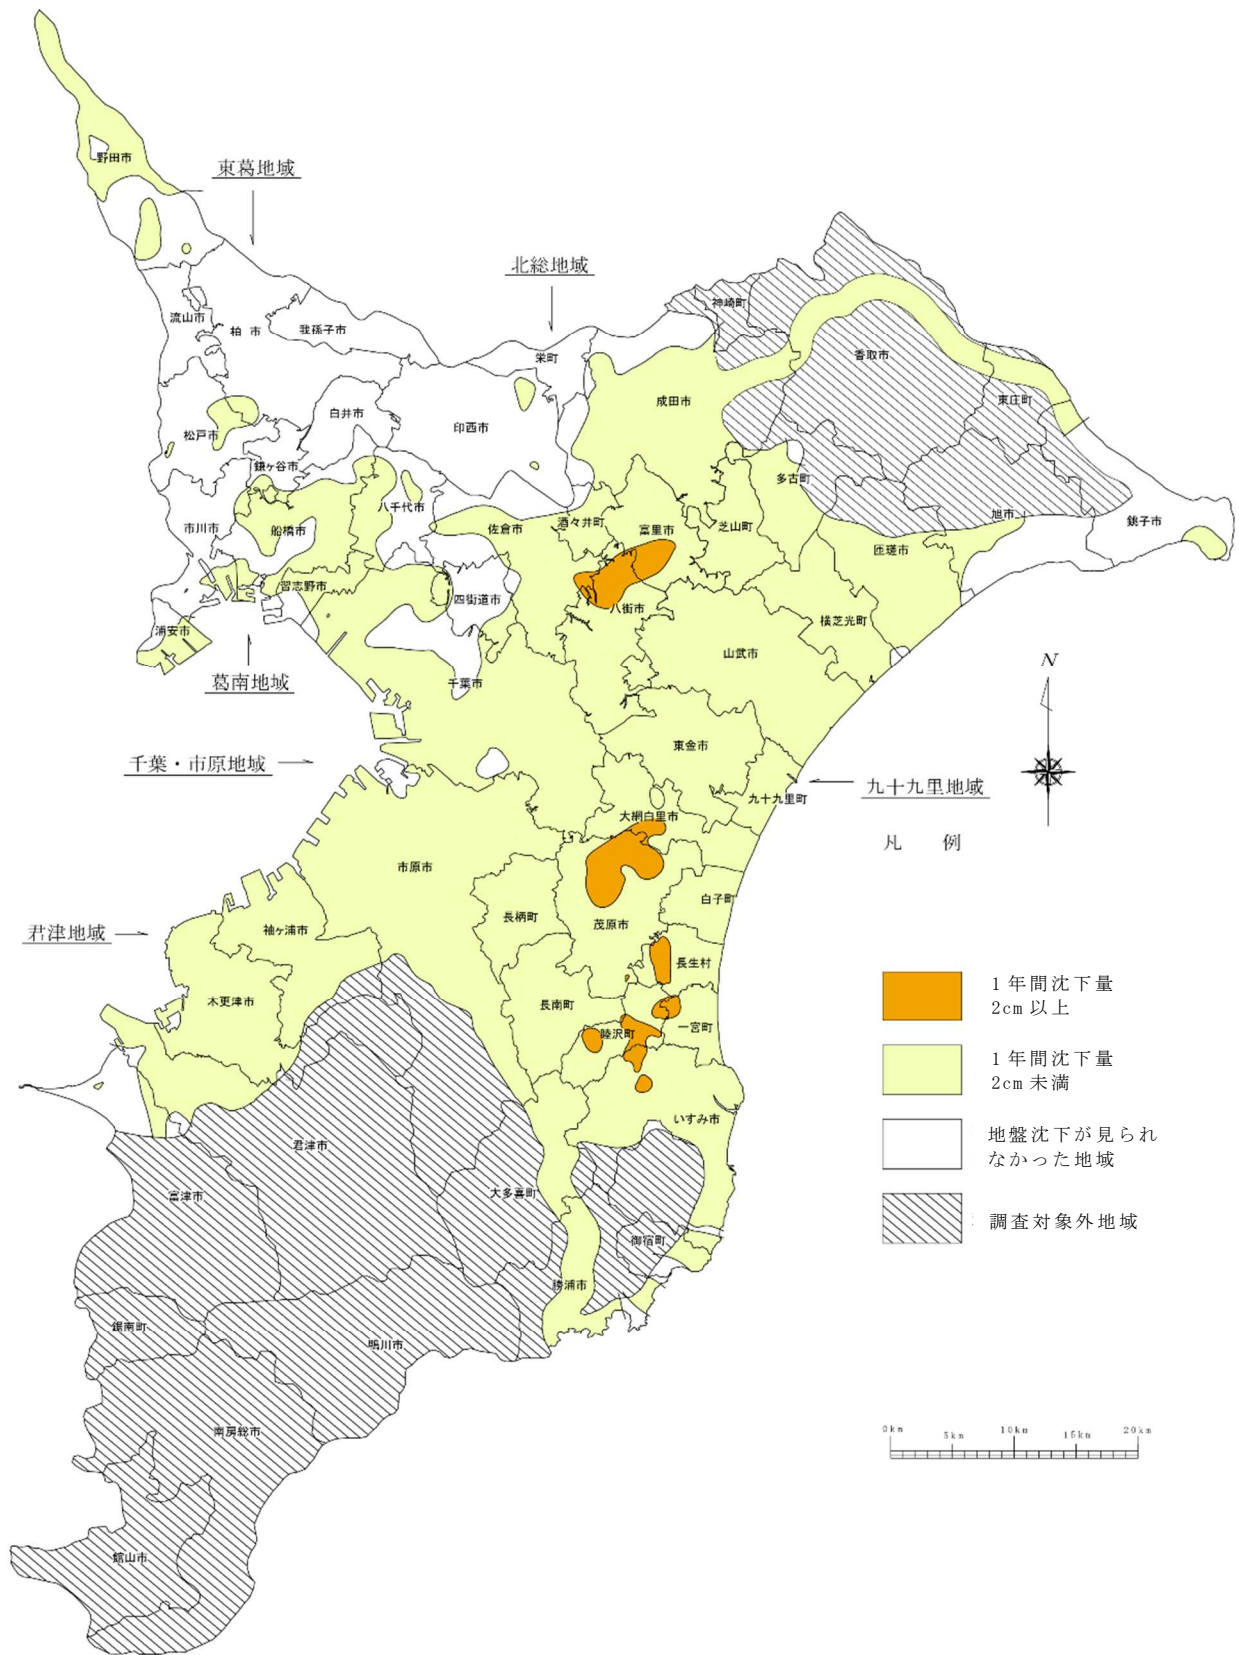 野田市
東葛地域
北総地域
神崎町
流山市
柏市
我孫子市
栄町
香取市
成田市
東庄町
白井市
印西市
松戸市
鎌ヶ谷市
多古町
八千代市
市川市
船橋市
佐倉市
酒々井町
富里市
芝山町
旭市
銚子市
匝瑳市
習志野市
四街道市
八街市
横芝光町
浦安市
山武市
葛南地域
千葉市
N
東金市
千葉・市原地域
九十九里地域
九十九里町
大網白里市
凡 例
市原市
白子町
長柄町
茂原市
袖ヶ浦市
君津地域
長生村
1年間沈下量
2cm以上
木更津市
長南町
一宮町
睦沢町
1年間沈下量
2cm未満
いすみ市
地盤沈下が見られ
なかった地域
君津市
富津市
大多喜町
調査対象外地域
御宿町
勝浦市
鋸南町
鴨川市
南房総市
0km 5km 10km 15km 20km
館山市